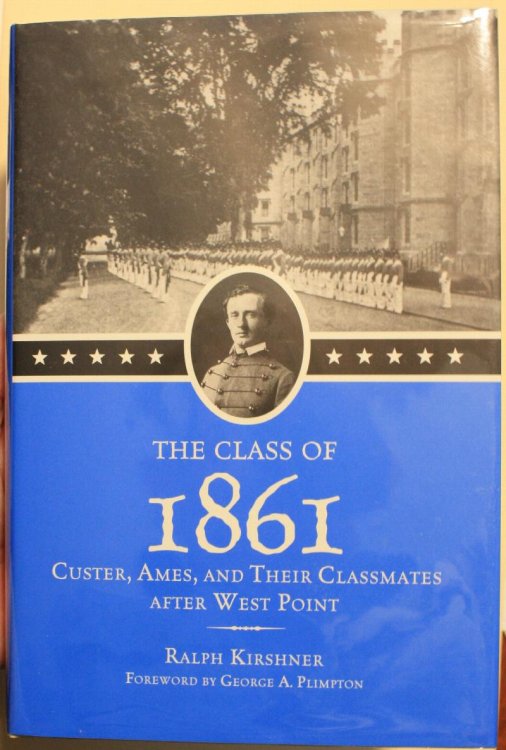 THE CLASS OF
1861
CUSTER, AMES, AND THEIR CLASSMATES
AFTER WEST POINT
RALPH KIRSHNER
FOREWORD BY GEORGE A. PLIMPTON